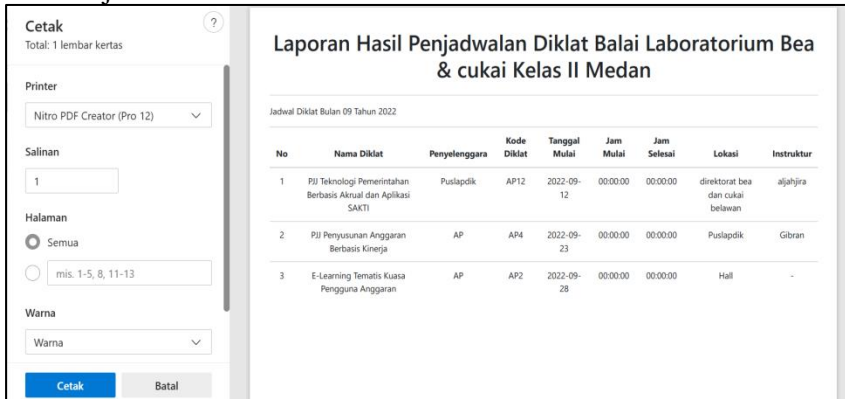 Cetak
?
Total: 1 lembar kertas
Printer
Nitro PDF Creator (Pro 12)
Salinan
1
Halaman
Semua
mis. 1-5, 8, 11-13
Warna
Warna
Cetak Batal
Laporan Hasil Penjadwalan Diklat Balai Laboratorium Bea
& cukai Kelas II Medan
Jadwal Diklat Bulan 09 Tahun 2022
Kode Tanggal Jam Jam
No Nama Diklat Penyelenggara Diklat Mulai Mulai Selesai Lokasi Instruktur
1 PJJ Teknologi Pemerintahan Puslapdik AP12 2022-09- 00:00:00 00:00:00 direktorat bea aljahjira
Berbasis Akrual dan Aplikasi 12 dan cukai
SAKTI belawan
2 PJJ Penyusunan Anggaran AP AP4 2022-09- 00:00:00 00:00:00 Puslapdik Gibran
Berbasis Kinerja 23
3 E-Learning Tematis Kuasa AP AP2 2022-09- 00:00:00 00:00:00 Hall -
Pengguna Anggaran 28